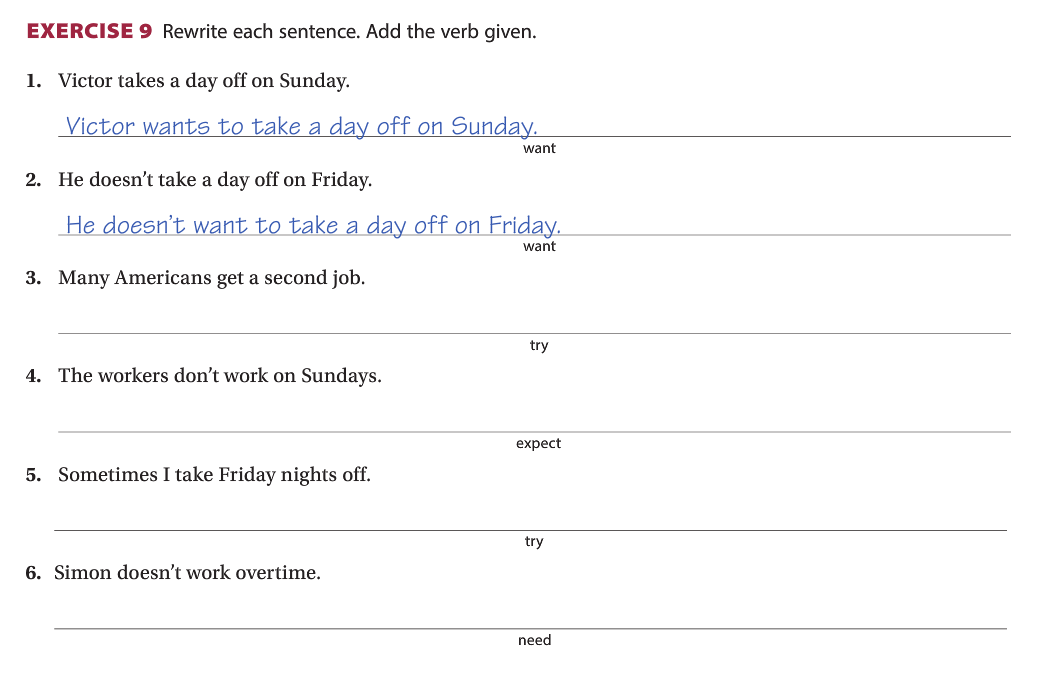 EXERCISE 9 Rewrite each sentence. Add the verb given.
1. Victor takes a day off on Sunday.
Victor wants to take a day off on Sunday.
want
2. He doesn’t take a day off on Friday.
He doesn’t want to take a day off on Friday.
want
3. Many Americans get a second job.
try
4. The workers don’t work on Sundays.
expect
5. Sometimes I take Friday nights off.
try
6. Simon doesn’t work overtime.
need